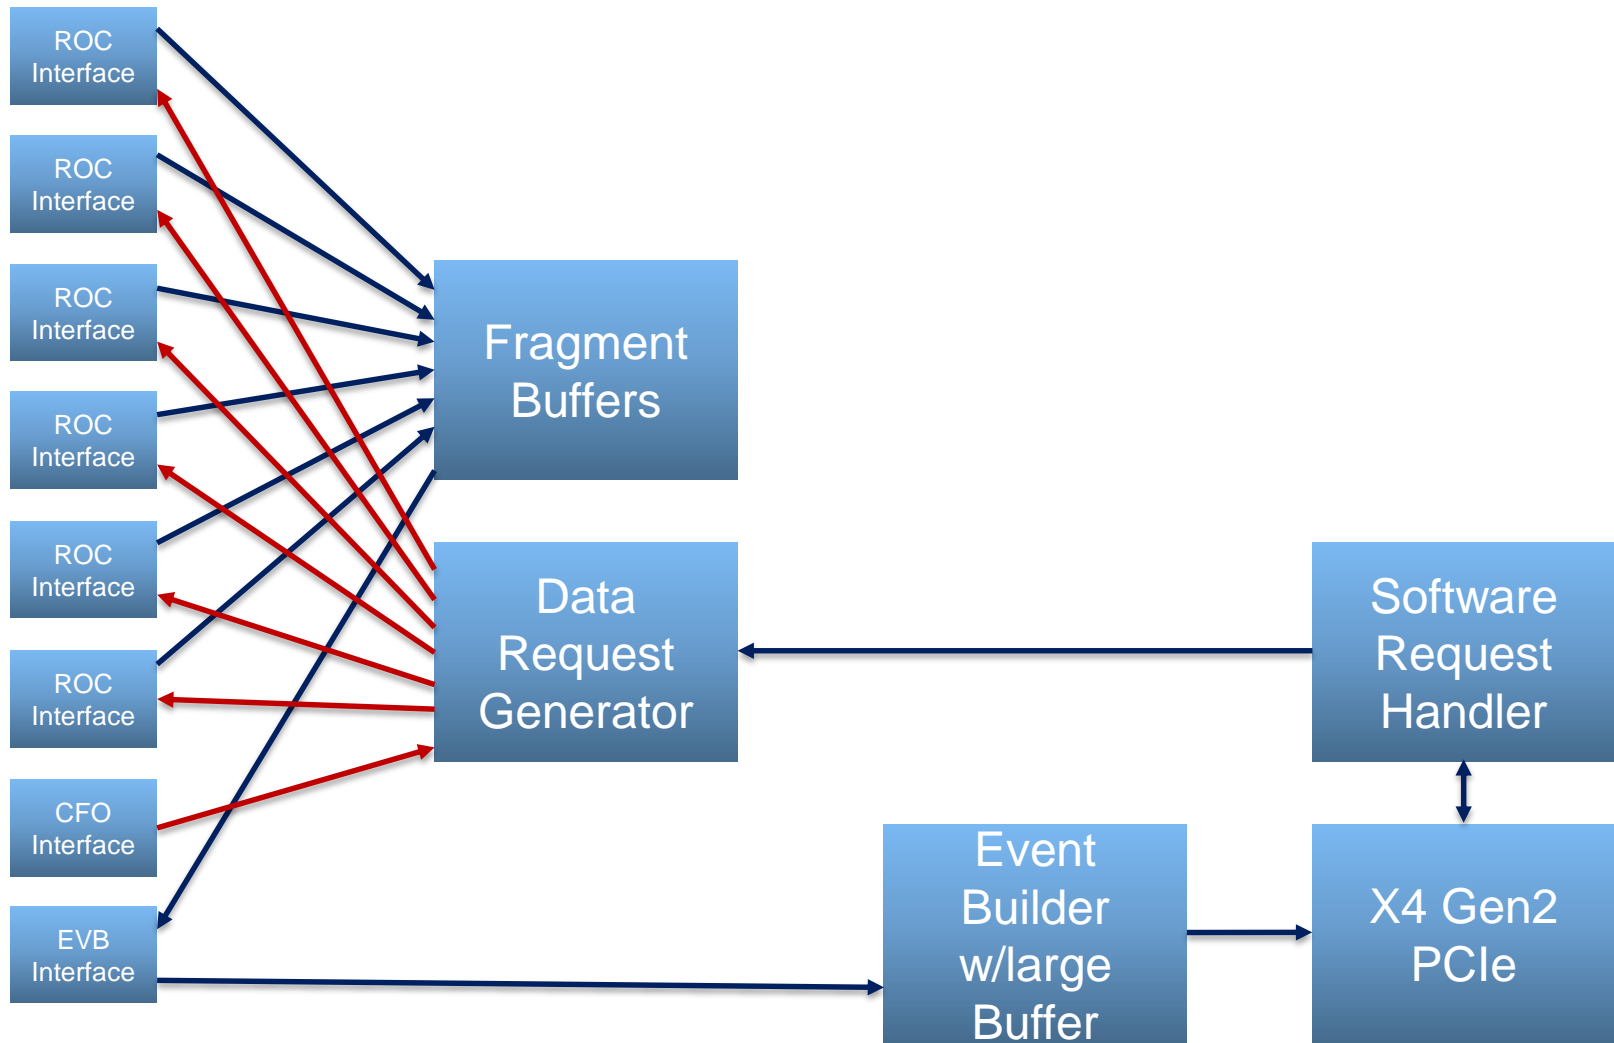 ROC
Interface
ROC
Interface
ROC
Interface
ROC
Interface
ROC
Interface
ROC
Interface
CFO
Interface
EVB
Interface
Fragment
Buffers
Data
Request
Generator
Software
Request
Handler
Event
Builder
w/large
Buffer
X4 Gen2
PCIe